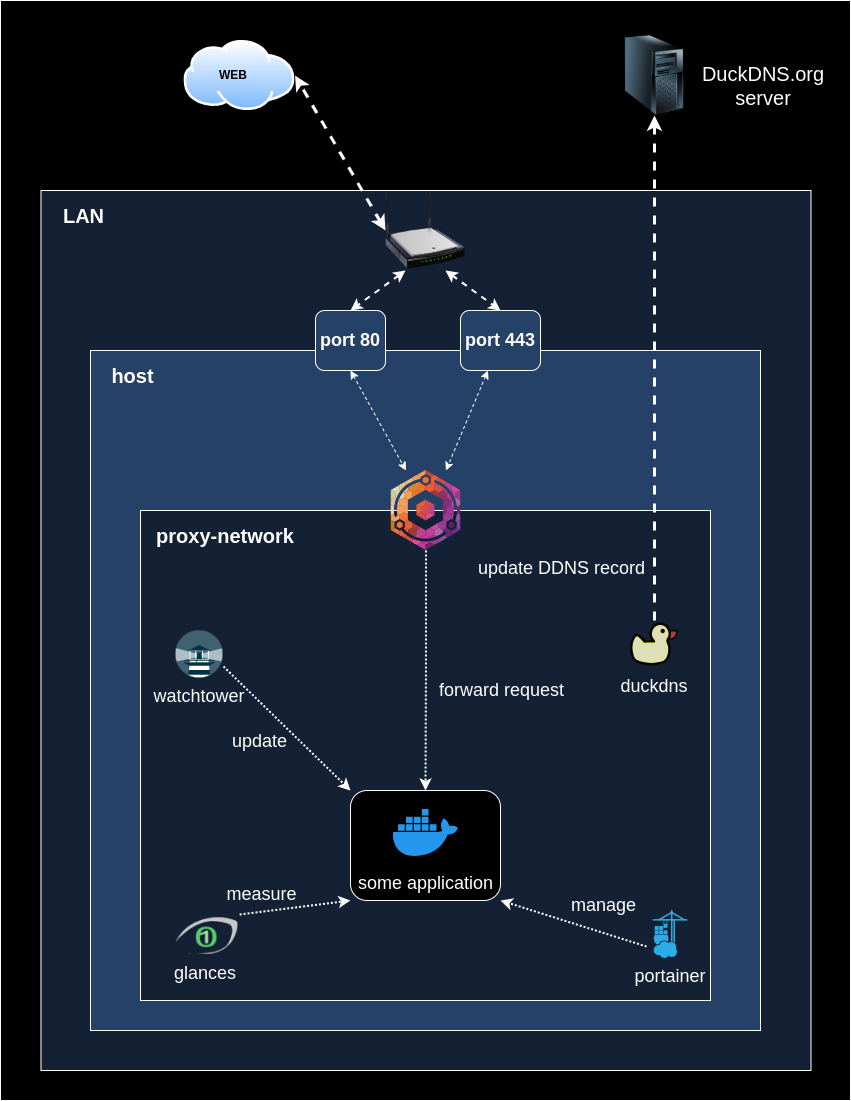 WEB
DuckDNS.org
server
LAN
port 80
port 443
host
proxy-network
update DDNS record
watchtower
duckdns
forward request
update
some application
measure
manage
glances
portainer